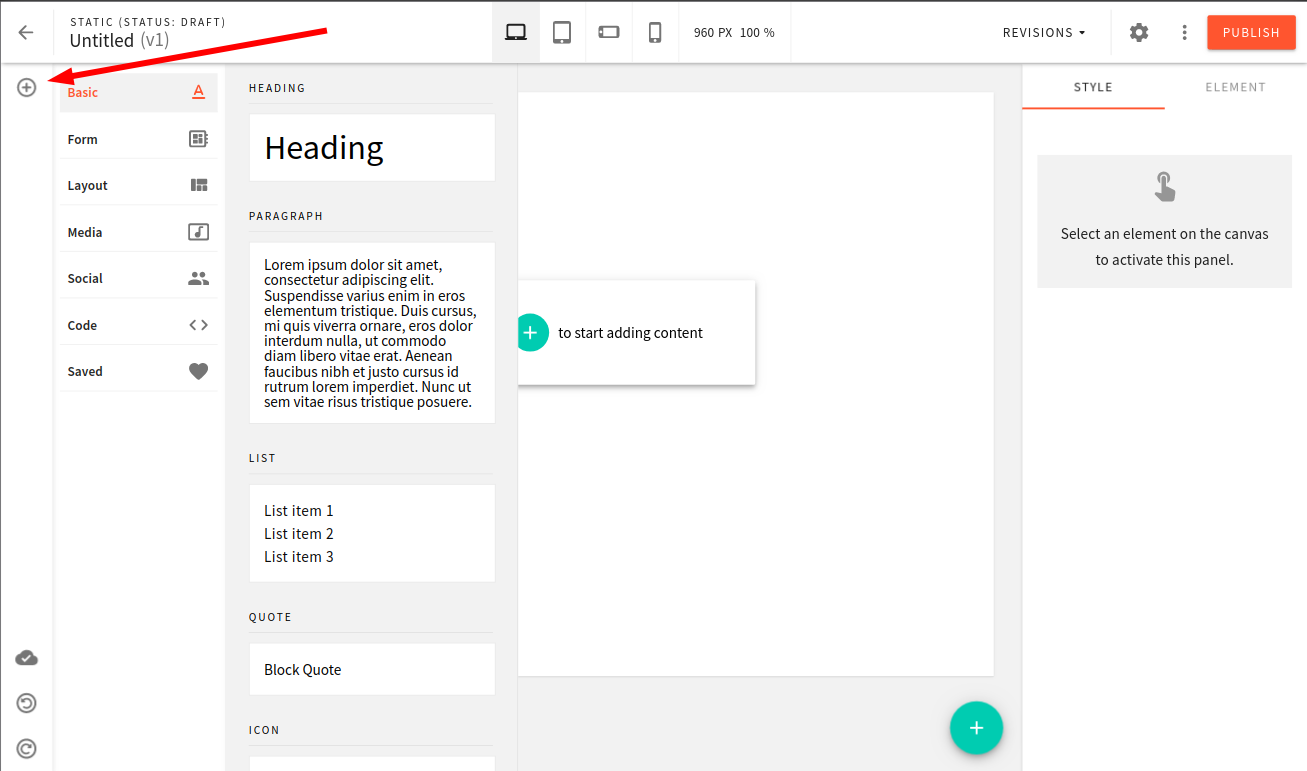 STATIC (STATUS: DRAFT)
Untitled (v1)
960 PX 100 %
REVISIONS
PUBLISH
Basic
A
Form
Layout
Media
Social
Code
Saved
HEADING
Heading
PARAGRAPH
Lorem ipsum dolor sit amet,
consectetur adipiscing elit.
Suspendisse varius enim in eros
elementum tristique. Duis cursus,
mi quis viverra ornare, eros dolor
interdum nulla, ut commodo
diam libero vitae erat. Aenean
faucibus nibh et justo cursus id
rutrum lorem imperdiet. Nunc ut
sem vitae risus tristique posuere.
LIST
List item 1
List item 2
List item 3
QUOTE
Block Quote
ICON
to start adding content
STYLE
ELEMENT
Select an element on the canvas
to activate this panel.